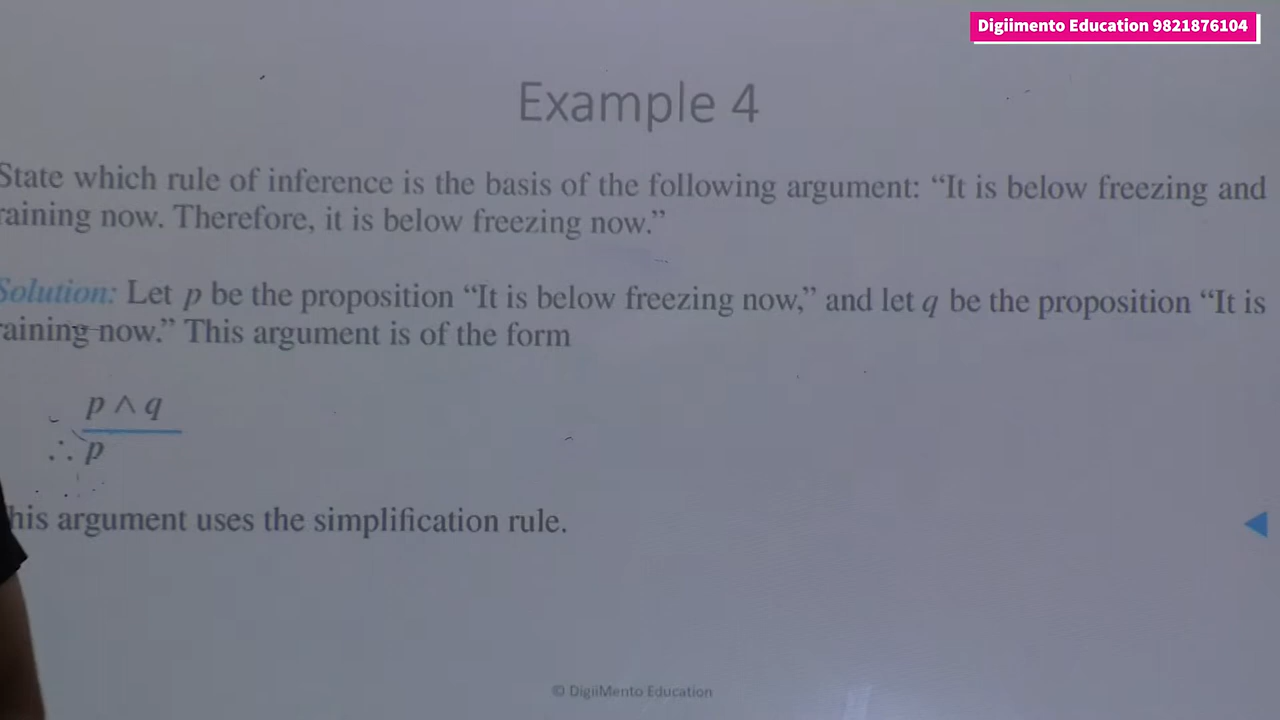 Digiimento Education 9821876104
Example 4
State which rule of inference is the basis of the following argument: “It is below freezing and
raining now. Therefore, it is below freezing now.”
Solution: Let p be the proposition “It is below freezing now,” and let q be the proposition “It is
raining now.” This argument is of the form
p ∧ q
∴ p
his argument uses the simplification rule.
© DigiiMento Education